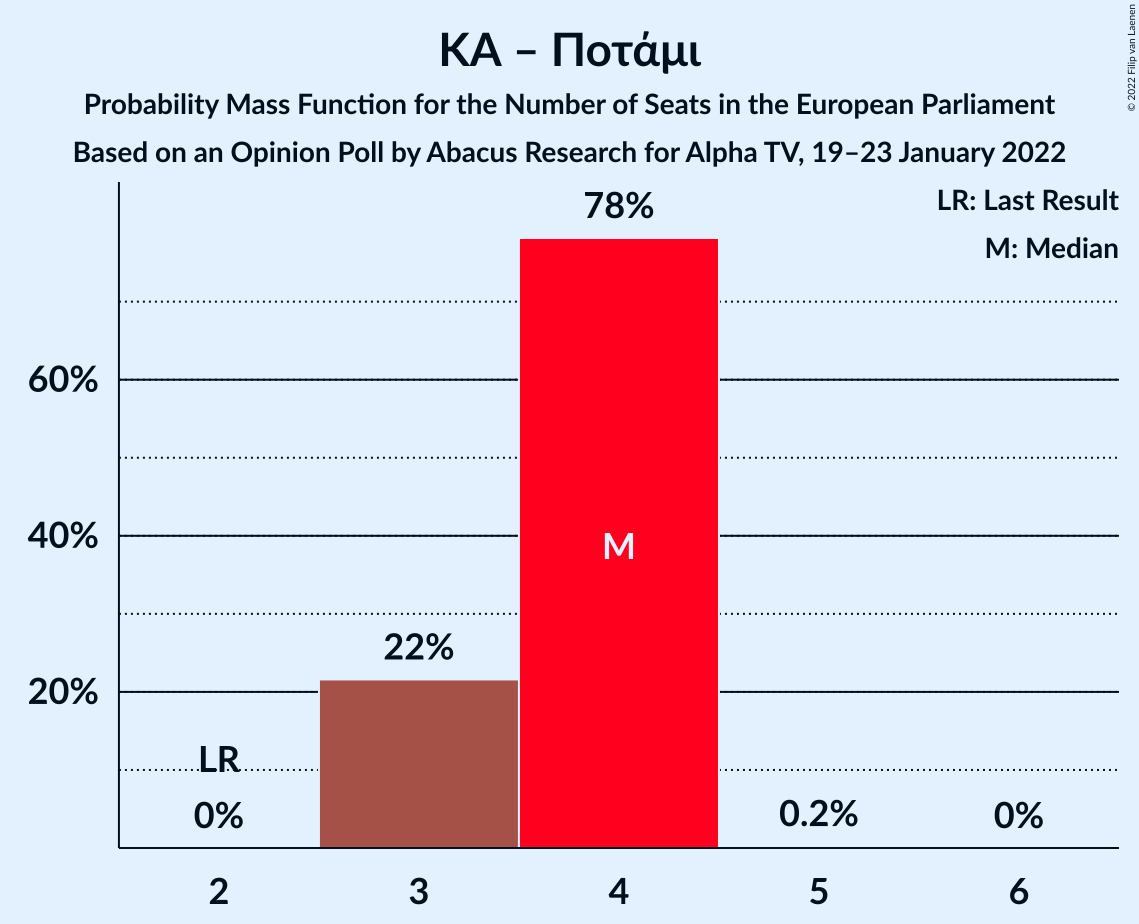 ΚΑ – Ποτάμι
Probability Mass Function for the Number of Seats in the European Parliament
Based on an Opinion Poll by Abacus Research for Alpha TV, 19–23 January 2022
© 2022 Filip van Laenen
LR: Last Result
M: Median
78%
60%
40%
M
22%
20%
LR
0%
0.2%
0%
2 3 4 5 6